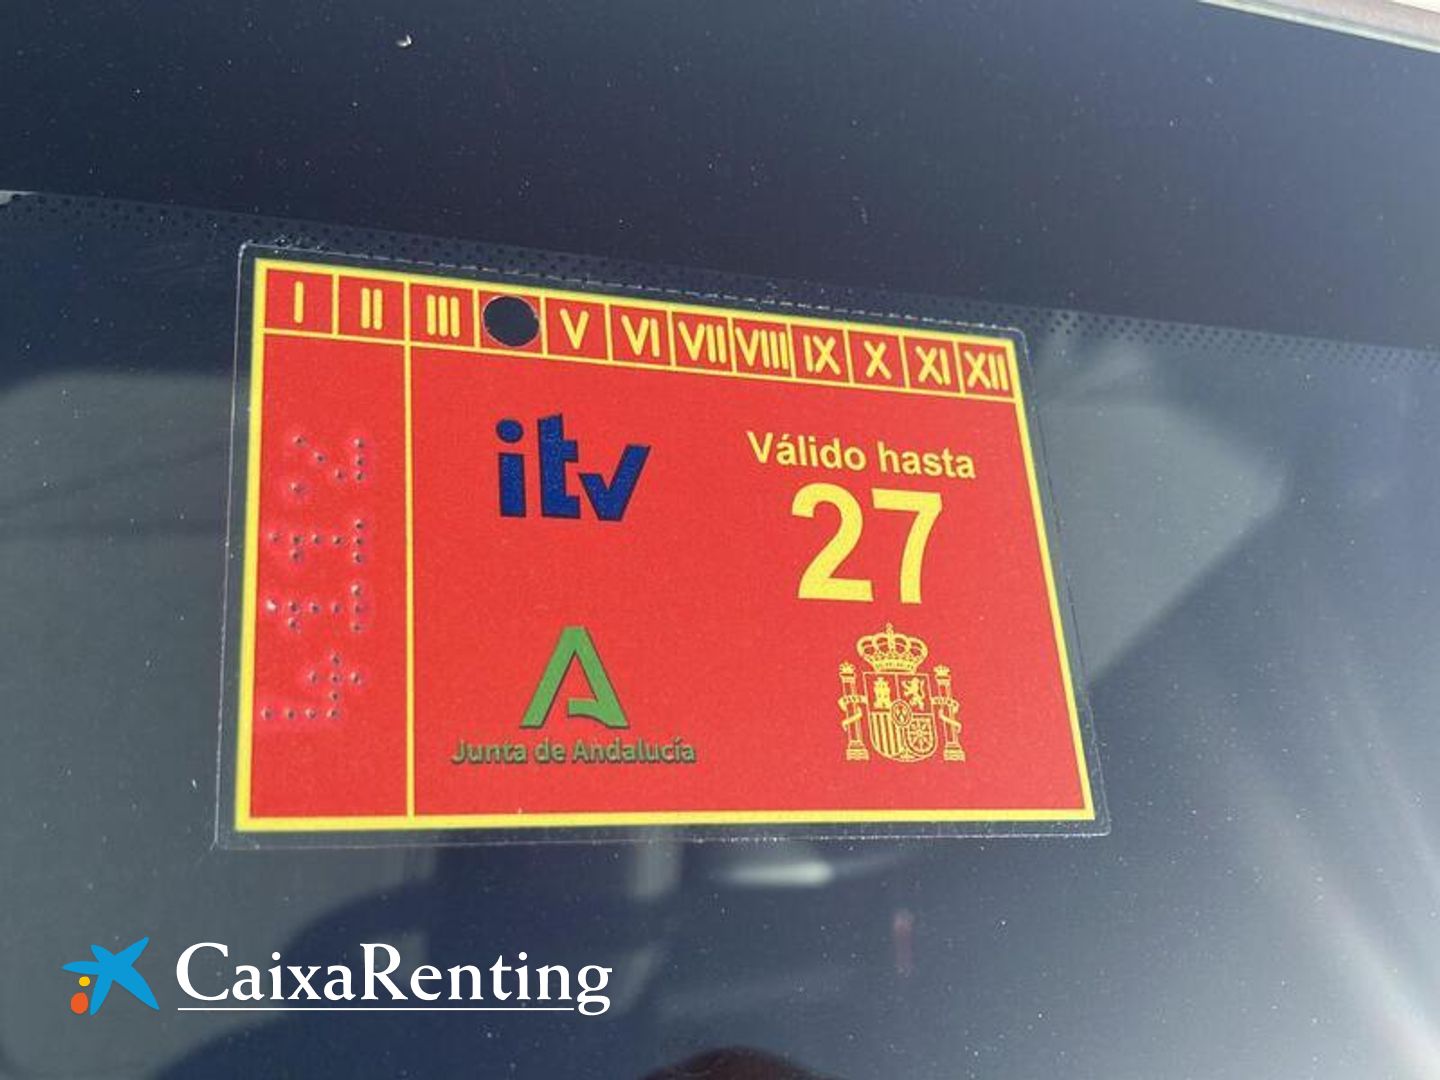 I II III V VI VII VIII IX X XI XII
itv
Válido hasta
27
Junta de Andalucía
CaixaRenting